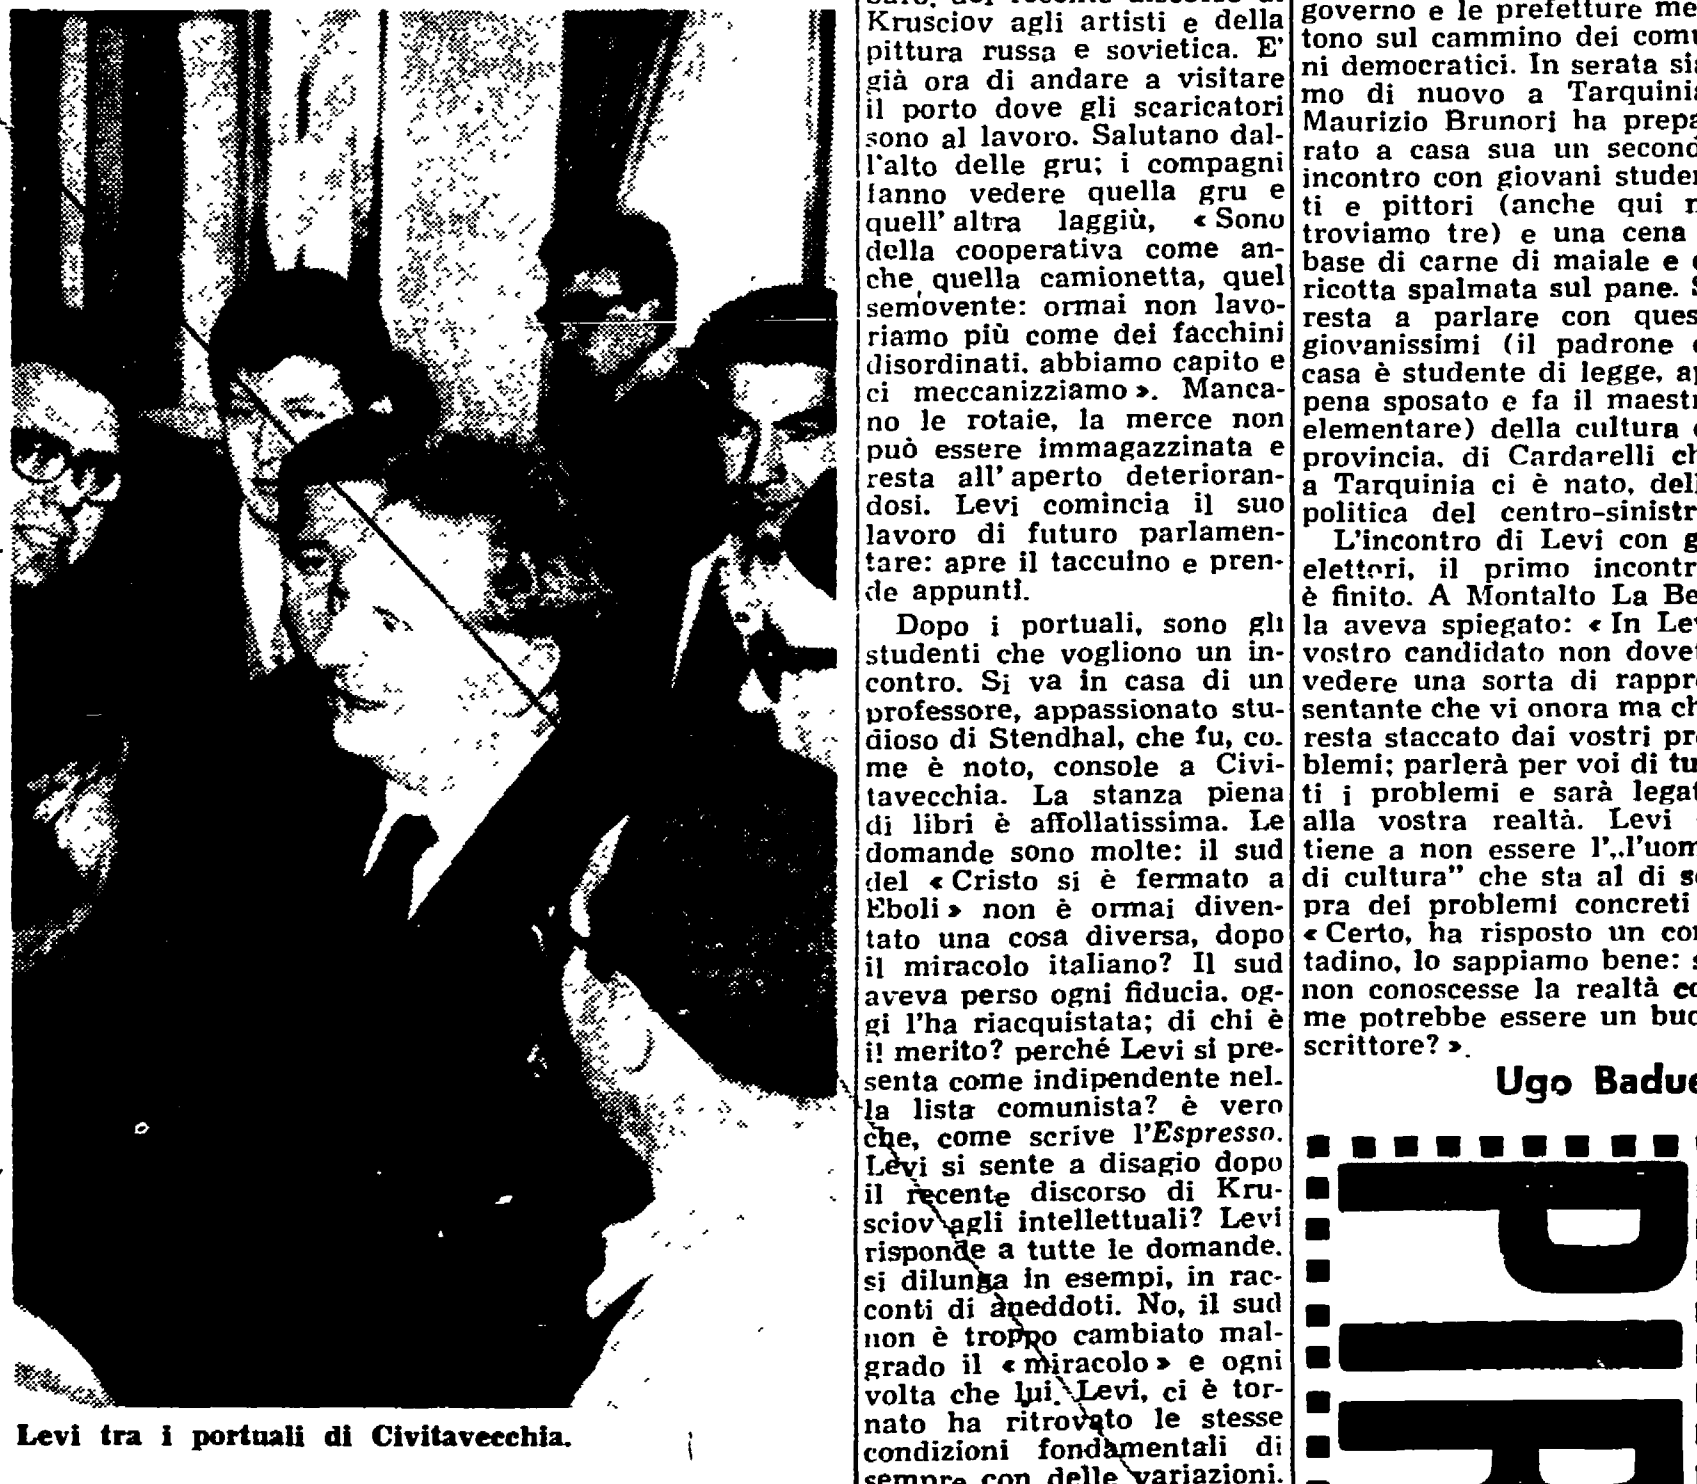 Levi tra i portuali di Civitavecchia.
Krusciov agli artisti e della
pittura russa e sovietica. E'
già ora di andare a visitare
il porto dove gli scaricatori
sono al lavoro. Salutano dal-
l'alto delle gru; i compagni
fanno vedere quella gru e
quell'altra laggiù, « Sono
della cooperativa come an-
che quella camionetta, quel
semovente: ormai non lavo-
riamo più come dei facchini
disordinati, abbiamo capito e
ci meccanizziamo ». Manca-
no le rotaie, la merce non
può essere immagazzinata e
resta all'aperto deterioran-
dosi. Levi comincia il suo
lavoro di futuro parlamen-
tare: apre il taccuino e pren-
de appunti.
Dopo i portuali, sono gli
studenti che vogliono un in-
contro. Si va in casa di un
professore, appassionato stu-
dioso di Stendhal, che fu, co.
me è noto, console a Civi-
tavecchia. La stanza piena
di libri è affollatissima. Le
domande sono molte: il sud
del « Cristo si è fermato a
Eboli » non è ormai diven-
tato una cosa diversa, dopo
il miracolo italiano? Il sud
aveva perso ogni fiducia, og-
gi l'ha riacquistata; di chi è
il merito? perché Levi si pre-
senta come indipendente nel-
la lista comunista? è vero
che, come scrive l'Espresso.
Levi si sente a disagio dopo
il recente discorso di Kru-
sciov agli intellettuali? Levi
risponde a tutte le domande.
si dilunga in esempi, in rac-
conti di aneddoti. No, il sud
non è troppo cambiato mal-
grado il « miracolo » e ogni
volta che lui, Levi, ci è tor-
nato ha ritrovato le stesse
condizioni fondamentali di
sempre con delle variazioni.
governo e le prefetture me
tono sul cammino dei comu
ni democratici. In serata sia
mo di nuovo a Tarquinia
Maurizio Brunori ha prepa
rato a casa sua un second
incontro con giovani studen
ti e pittori (anche qui n
troviamo tre) e una cena
base di carne di maiale e
ricotta spalmata sul pane. S
resta a parlare con ques
giovanissimi (il padrone
casa è studente di legge, ap
pena sposato e fa il maestr
elementare) della cultura
provincia, di Cardarelli ch
a Tarquinia ci è nato, dell
politica del centro-sinistr
L'incontro di Levi con g
elettori, il primo incontr
è finito. A Montalto La Be
la aveva spiegato: « In Lev
vostro candidato non dovet
vedere una sorta di rappre
sentante che vi onora ma ch
resta staccato dai vostri pro
blemi; parlerà per voi di tu
ti i problemi e sarà legat
alla vostra realtà. Levi
tiene a non essere l'„l'uom
di cultura" che sta al di so
pra dei problemi concreti
« Certo, ha risposto un con
tadino, lo sappiamo bene: s
non conoscesse la realtà co
me potrebbe essere un buo
scrittore? ».
Ugo Badue